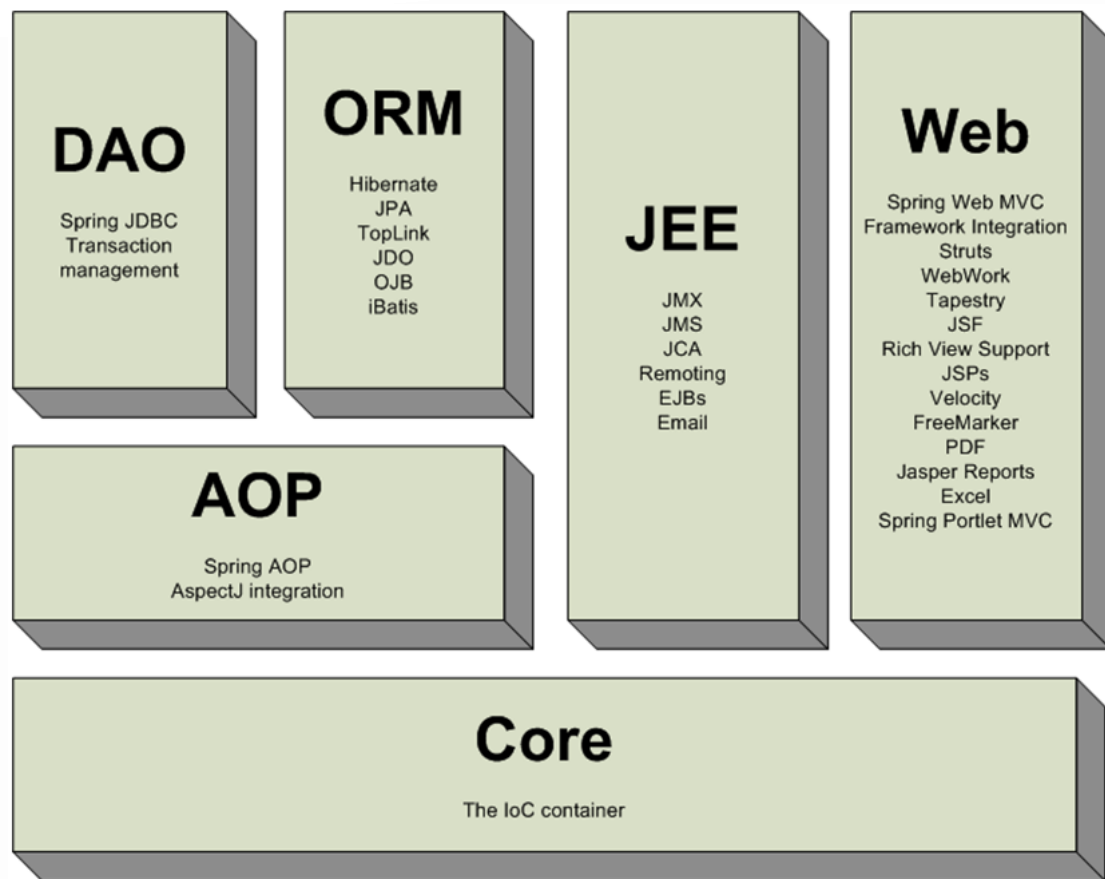 DAO
Spring JDBC
Transaction
management
ORM
Hibernate
JPA
TopLink
JDO
OJB
iBatis
JEE
JMX
JMS
JCA
Remoting
EJBs
Email
Web
Spring Web MVC
Framework Integration
Struts
WebWork
Tapestry
JSF
Rich View Support
JSPs
Velocity
FreeMarker
PDF
Jasper Reports
Excel
Spring Portlet MVC
AOP
Spring AOP
AspectJ integration
Core
The IoC container